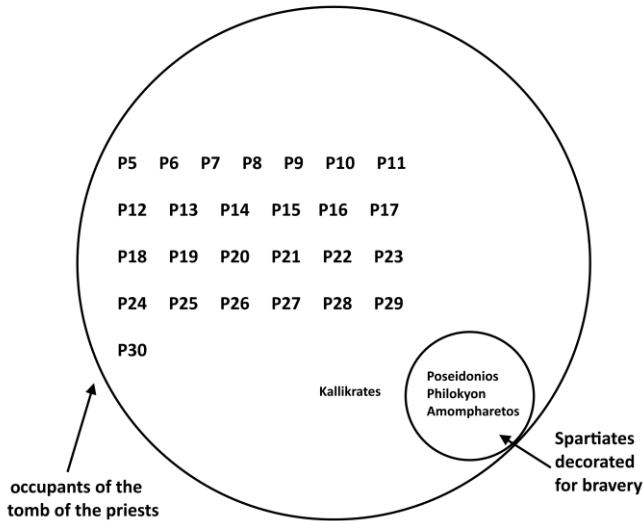 P5 P6 P7 P8 P9 P10 P11
P12 P13 P14 P15 P16 P17
P18 P19 P20 P21 P22 P23
P24 P25 P26 P27 P28 P29
P30
Kallikrates
Poseidonios
Philokyon
Amompharetos
occupants of the
tomb of the priests
Spartiates
decorated
for bravery